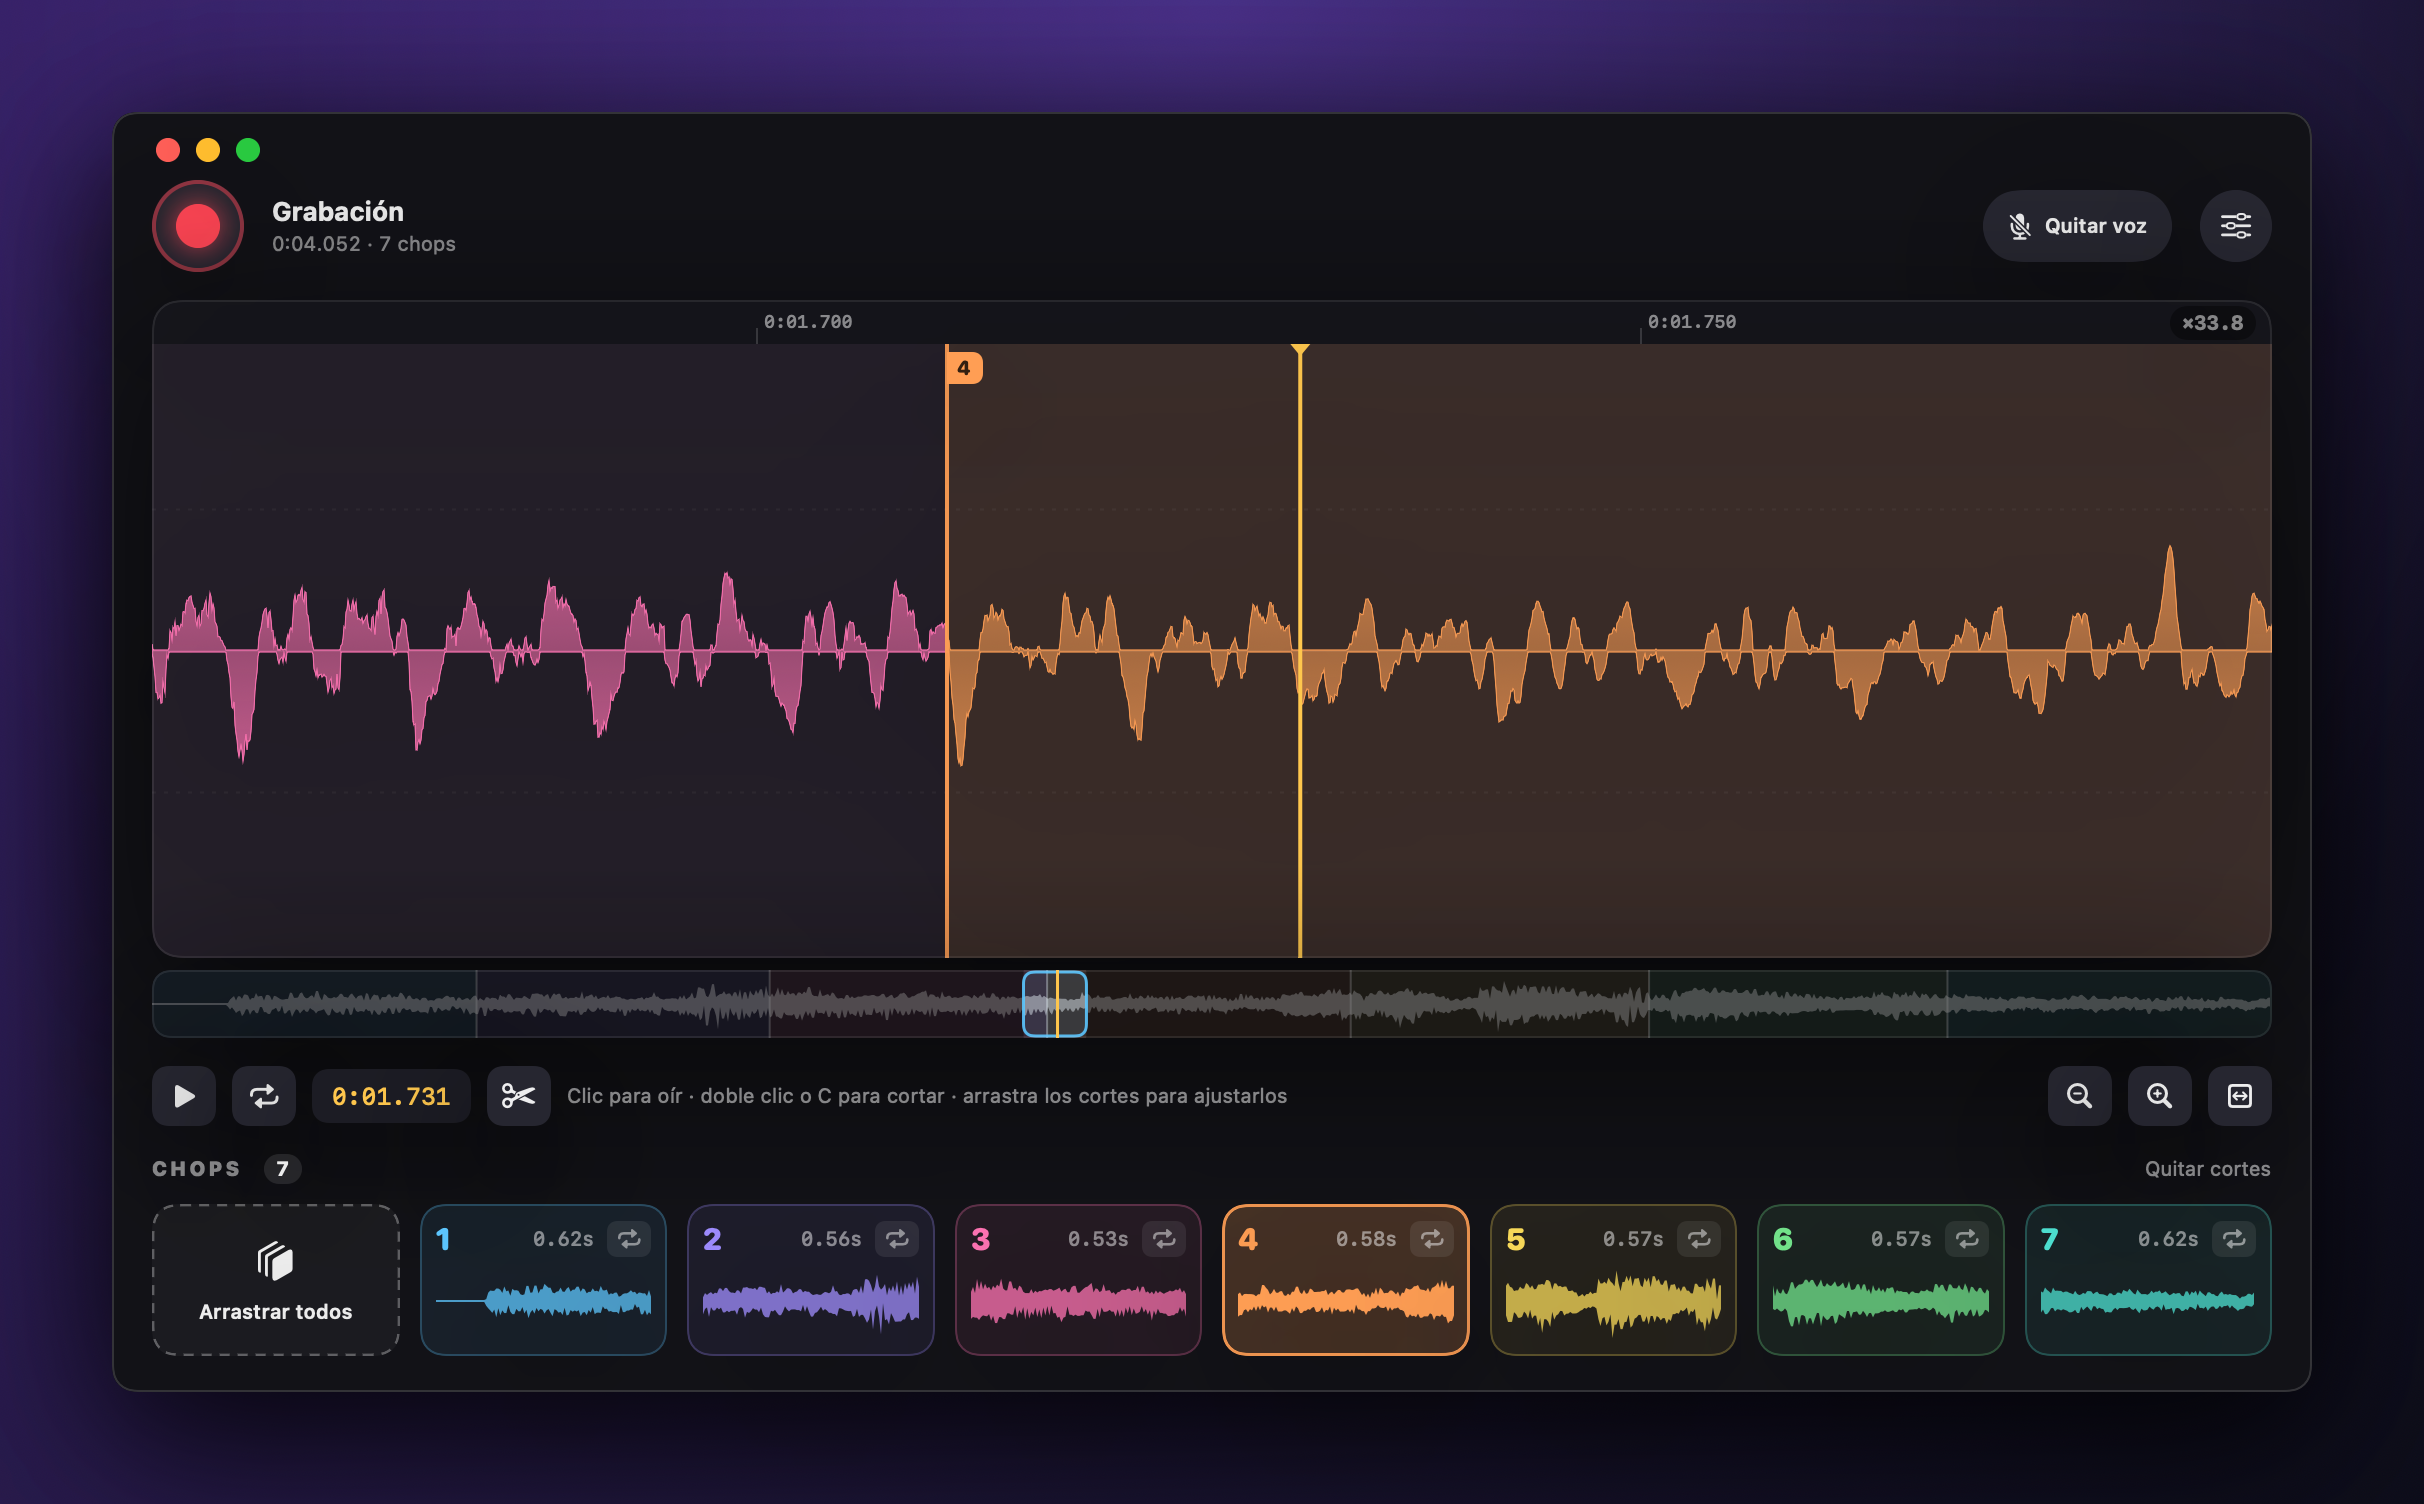 Grabación
0:04.052 · 7 chops
Quitar voz
0:01.700
0:01.750
×33.8
4
0:01.731
Clic para oír · doble clic o C para cortar · arrastra los cortes para ajustarlos
CHOPS 7
Quitar cortes
Arrastrar todos
1 0.62s
2 0.56s
3 0.53s
4 0.58s
5 0.57s
6 0.57s
7 0.62s